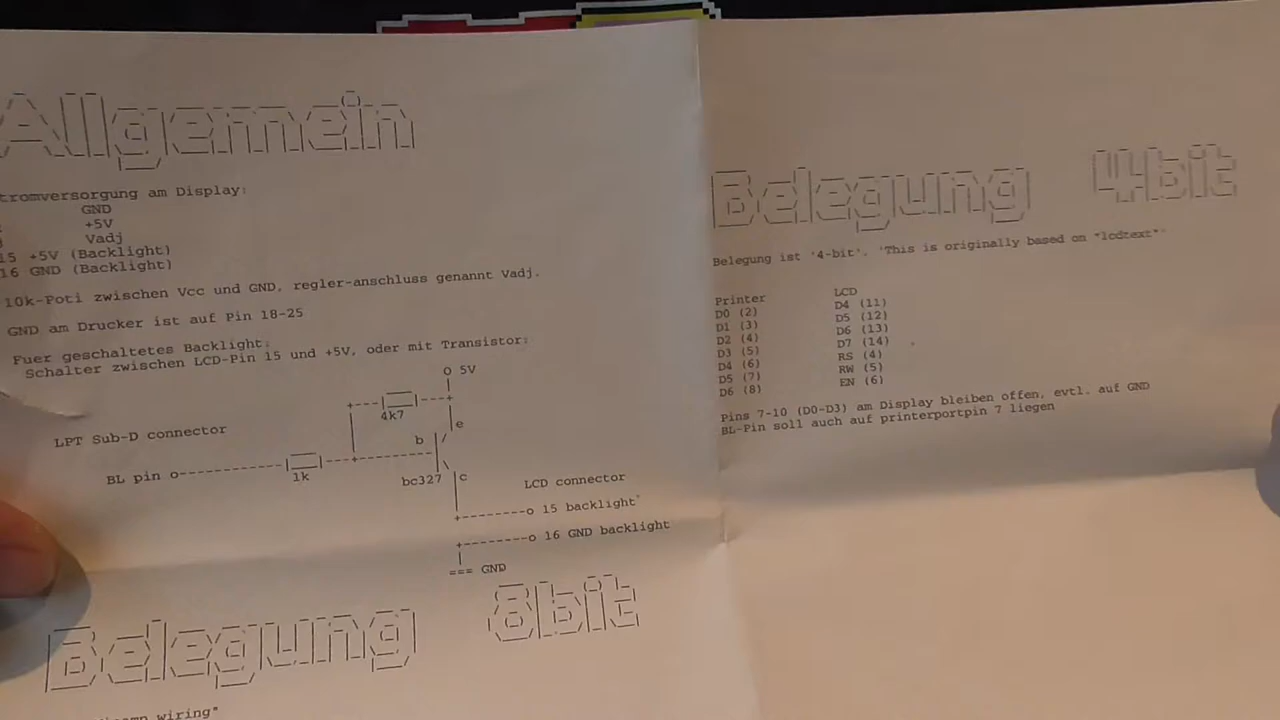 Allgemein
tromversorgung am Display:
GND
+5V
Vadj
15 +5V (Backlight)
16 GND (Backlight)
10k-Poti zwischen Vcc und GND, regler-anschluss genannt Vadj.
GND am Drucker ist auf Pin 18-25
Fuer geschaltetes Backlight:
Schalter zwischen LCD-Pin 15 und +5V, oder mit Transistor:
5V
4k7
e
LPT Sub-D connector
b
BL pin
1k
bc327
c
LCD connector
15 backlight
16 GND backlight
GND
Belegung 8bit
wiring"
Belegung 4bit
Belegung ist '4-bit'. 'This is originally based on "lcdtext"'
Printer LCD
D0 (2) D4 (11)
D1 (3) D5 (12)
D2 (4) D6 (13)
D3 (5) D7 (14)
D4 (6) RS (4)
D5 (7) RW (5)
D6 (8) EN (6)
Pins 7-10 (D0-D3) am Display bleiben offen, evtl. auf GND
BL-Pin soll auch auf printerportpin 7 liegen